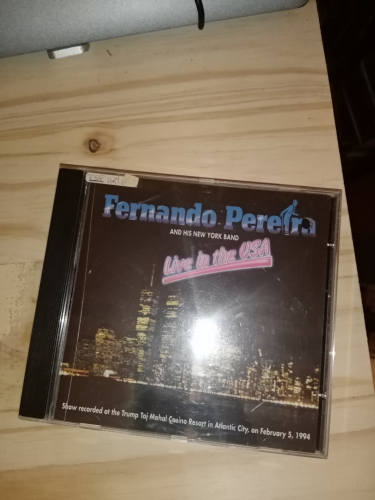 Fernando Pereira
AND HIS NEW YORK BAND
Live in the USA
Show recorded at the Trump Taj Mahal Casino Resort in Atlantic City, on February 5, 1994